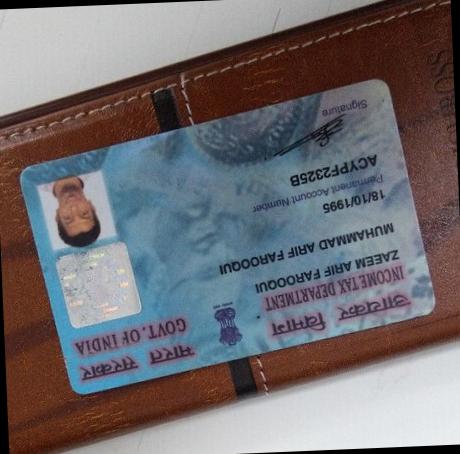 आयकर विभाग
INCOME TAX DEPARTMENT
भारत सरकार
GOVT. OF INDIA
ZAEEM ARIF FAROOQUI
MUHAMMAD ARIF FAROOQUI
18/10/1995
Permanent Account Number
ACYPF2325B
Signature